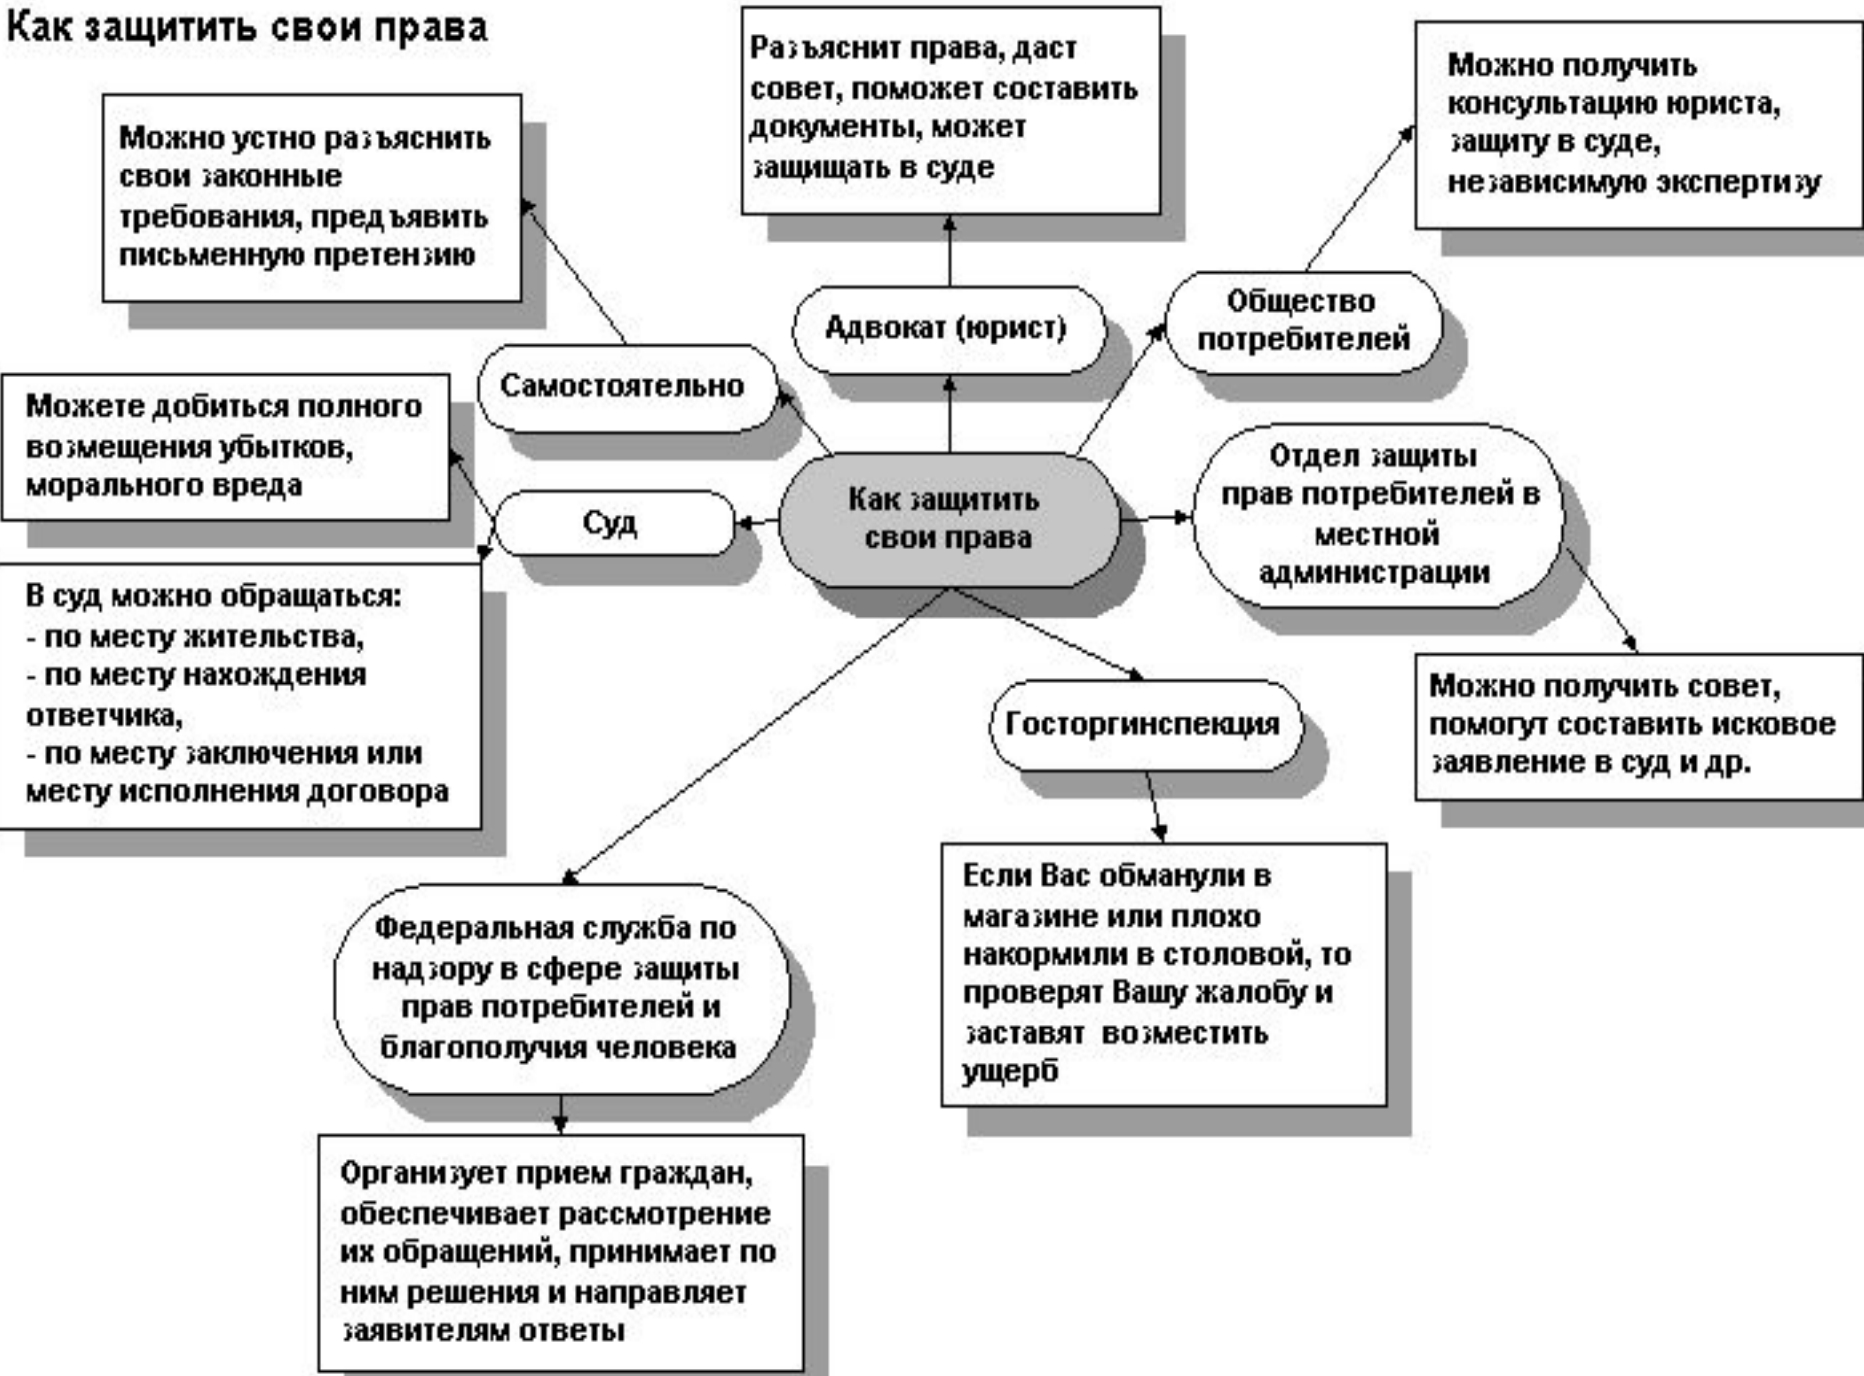 Как защитить свои права
Разъяснит права, даст
совет, поможет составить
документы, может
защищать в суде
Можно получить
консультацию юриста,
защиту в суде,
независимую экспертизу
Можно устно разъяснить
свои законные
требования, предъявить
письменную претензию
Адвокат (юрист)
Общество
потребителей
Самостоятельно
Можете добиться полного
возмещения убытков,
морального вреда
Суд
Как защитить
свои права
Отдел защиты
прав потребителей в
местной
администрации
В суд можно обращаться:
- по месту жительства,
- по месту нахождения
ответчика,
- по месту заключения или
месту исполнения договора
Госторгинспекция
Можно получить совет,
помогут составить исковое
заявление в суд и др.
Федеральная служба по
надзору в сфере защиты
прав потребителей и
благополучия человека
Если Вас обманули в
магазине или плохо
накормили в столовой, то
проверят Вашу жалобу и
заставят возместить
ущерб
Организует прием граждан,
обеспечивает рассмотрение
их обращений, принимает по
ним решения и направляет
заявителям ответы